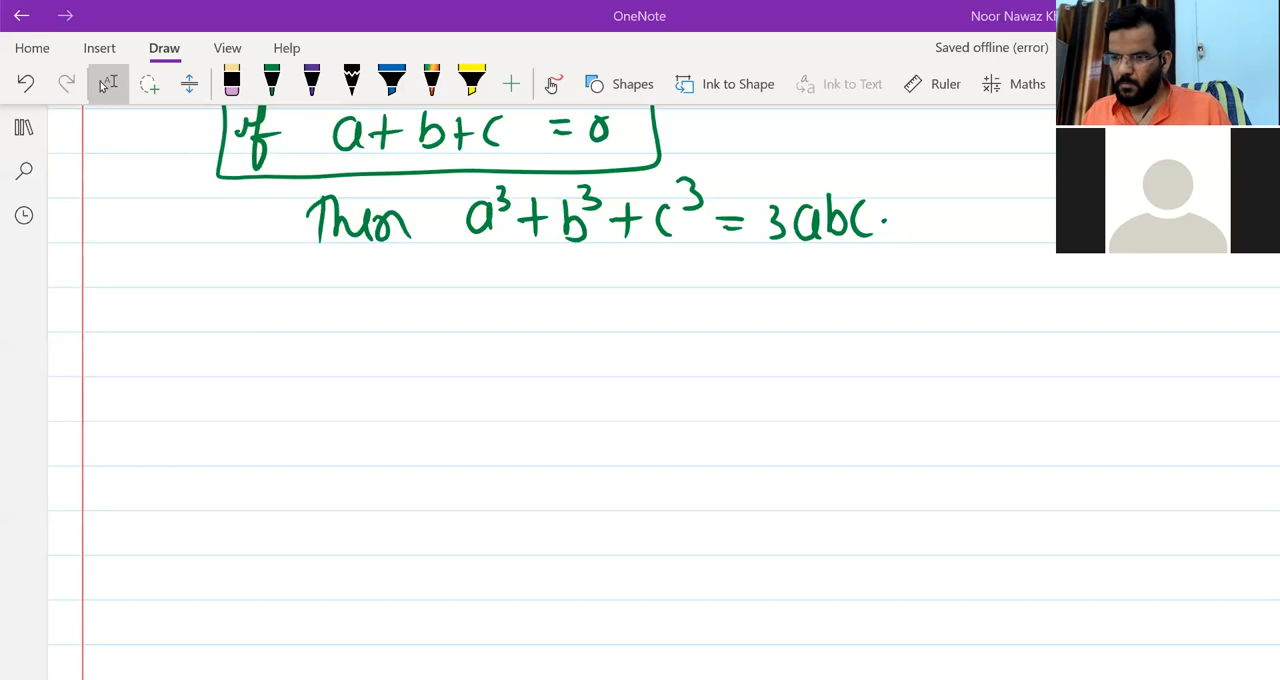 OneNote
Noor Nawaz Kh
Home Insert Draw View Help
Saved offline (error)
Shapes Ink to Shape Ink to Text Ruler Maths
if a+b+c = 0
Then a³+b³+c³ = 3abc.